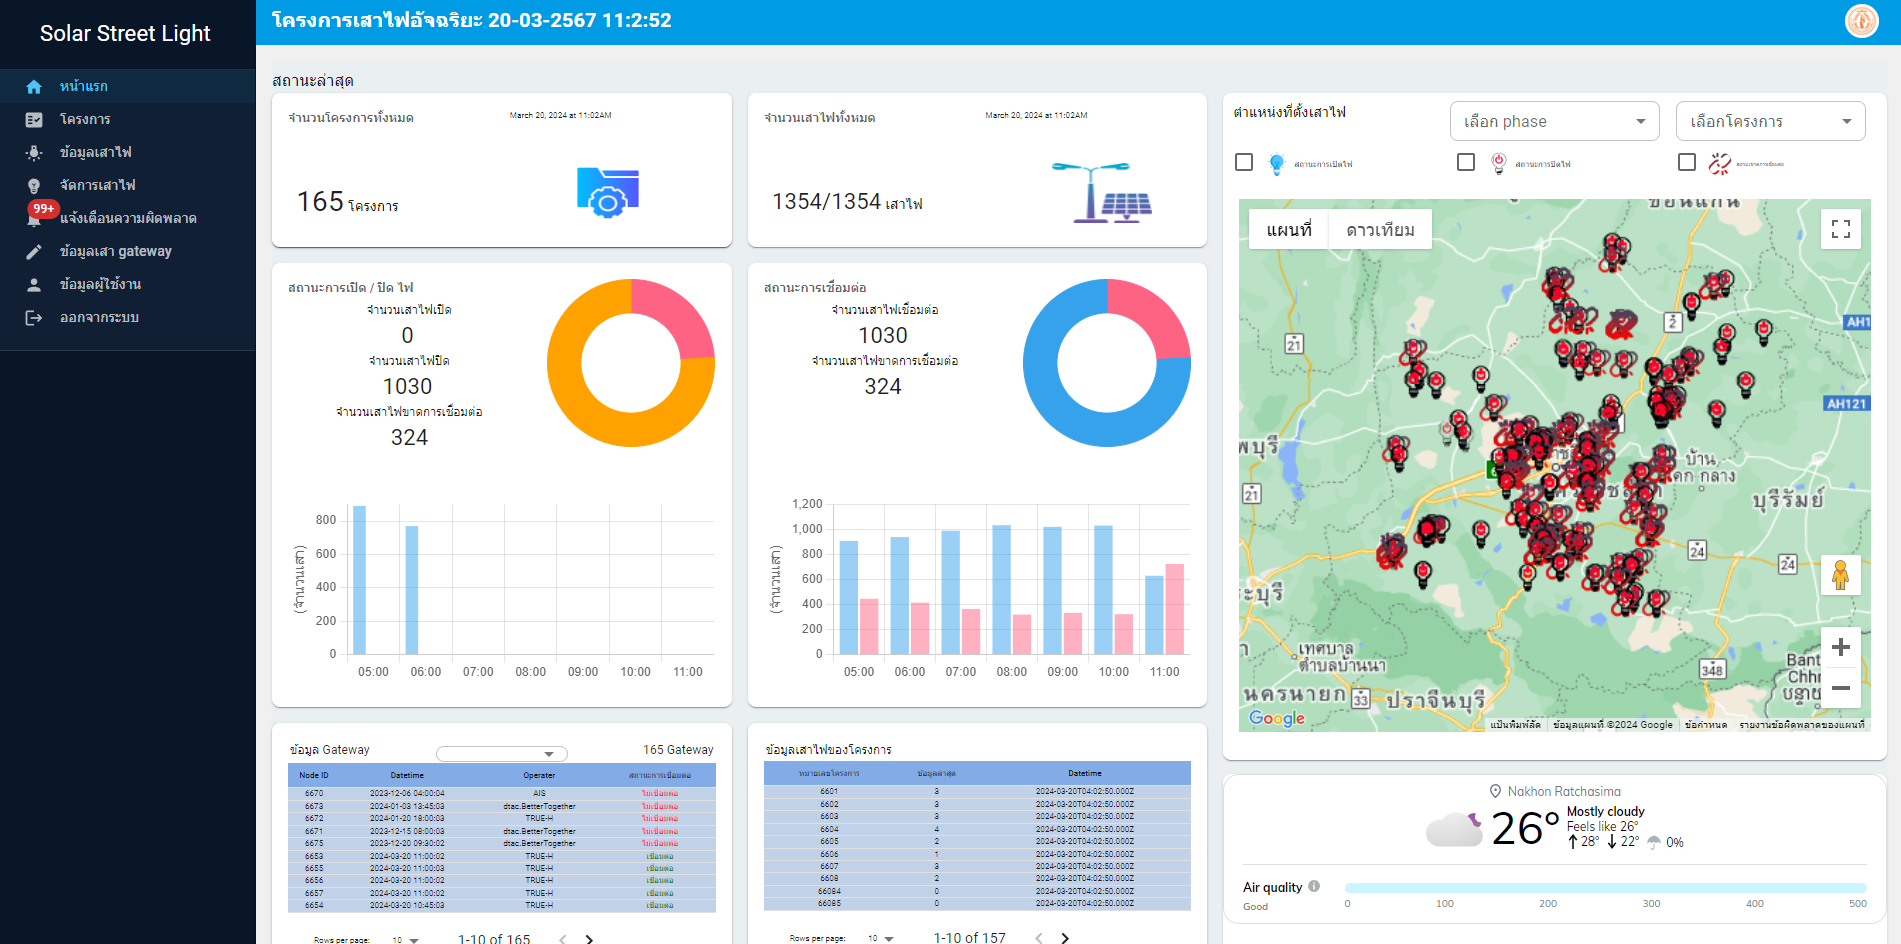 Solar Street Light
หน้าแรก
โครงการ
ข้อมูลเสาไฟ
จัดการเสาไฟ
99+
แจ้งเตือนความผิดพลาด
ข้อมูลเสา gateway
ข้อมูลผู้ใช้งาน
ออกจากระบบ
โครงการเสาไฟอัจฉริยะ 20-03-2567 11:2:52
สถานะล่าสุด
จำนวนโครงการทั้งหมด
March 20, 2024 at 11:02AM
165 โครงการ
จำนวนเสาไฟทั้งหมด
March 20, 2024 at 11:02AM
1354/1354 เสาไฟ
สถานะการเปิด / ปิด ไฟ
จำนวนเสาไฟเปิด
0
จำนวนเสาไฟปิด
1030
จำนวนเสาไฟขาดการเชื่อมต่อ
324
(จำนวนเสา)
800
600
400
200
0
05:00 06:00 07:00 08:00 09:00 10:00 11:00
สถานะการเชื่อมต่อ
จำนวนเสาไฟเชื่อมต่อ
1030
จำนวนเสาไฟขาดการเชื่อมต่อ
324
(จำนวนเสา)
1,200
1,000
800
600
400
200
0
05:00 06:00 07:00 08:00 09:00 10:00 11:00
ข้อมูล Gateway
165 Gateway
Node ID Datetime Operater สถานะการเชื่อมต่อ
6670 2023-12-06 04:00:04 AIS ไม่เชื่อมต่อ
6673 2024-01-03 13:45:03 dtac.BetterTogether ไม่เชื่อมต่อ
6672 2024-01-20 18:00:03 TRUE-H ไม่เชื่อมต่อ
6671 2023-12-15 08:00:03 dtac.BetterTogether ไม่เชื่อมต่อ
6675 2023-12-20 09:30:02 dtac.BetterTogether ไม่เชื่อมต่อ
6653 2024-03-20 11:00:02 TRUE-H เชื่อมต่อ
6655 2024-03-20 11:00:03 TRUE-H เชื่อมต่อ
6656 2024-03-20 11:00:02 TRUE-H เชื่อมต่อ
6657 2024-03-20 11:00:02 TRUE-H เชื่อมต่อ
6654 2024-03-20 10:45:03 TRUE-H เชื่อมต่อ
Rows per page: 10 1-10 of 165
ข้อมูลเสาไฟของโครงการ
หมายเลขโครงการ ข้อมูลล่าสุด Datetime
6601 3 2024-03-20T04:02:50.000Z
6602 3 2024-03-20T04:02:50.000Z
6603 3 2024-03-20T04:02:50.000Z
6604 4 2024-03-20T04:02:50.000Z
6605 2 2024-03-20T04:02:50.000Z
6606 1 2024-03-20T04:02:50.000Z
6607 3 2024-03-20T04:02:50.000Z
6608 2 2024-03-20T04:02:50.000Z
66084 0 2024-03-20T04:02:50.000Z
66085 0 2024-03-20T04:02:50.000Z
Rows per page: 10 1-10 of 157
ตำแหน่งที่ตั้งเสาไฟ
เลือก phase
เลือกโครงการ
สถานะการเปิดไฟ
สถานะการปิดไฟ
สถานะขาดการเชื่อมต่อ
แผนที่ ดาวเทียม
ขอนแก่น
2
21
AH1
AH121
พบุรี
21
บ้าน
โคก กลาง
บุรีรัมย์
24
24
ะบุรี
เทศบาล
ตำบลบ้านนา
348
นครนายก
33
ปราจีนบุรี
Google
แป้นพิมพ์ลัด ข้อมูลแผนที่ ©2024 Google ข้อกำหนด รายงานข้อผิดพลาดของแผนที่
Nakhon Ratchasima
26°
Mostly cloudy
Feels like 26°
28° 22° 0%
Air quality
Good
0 100 200 300 400 500